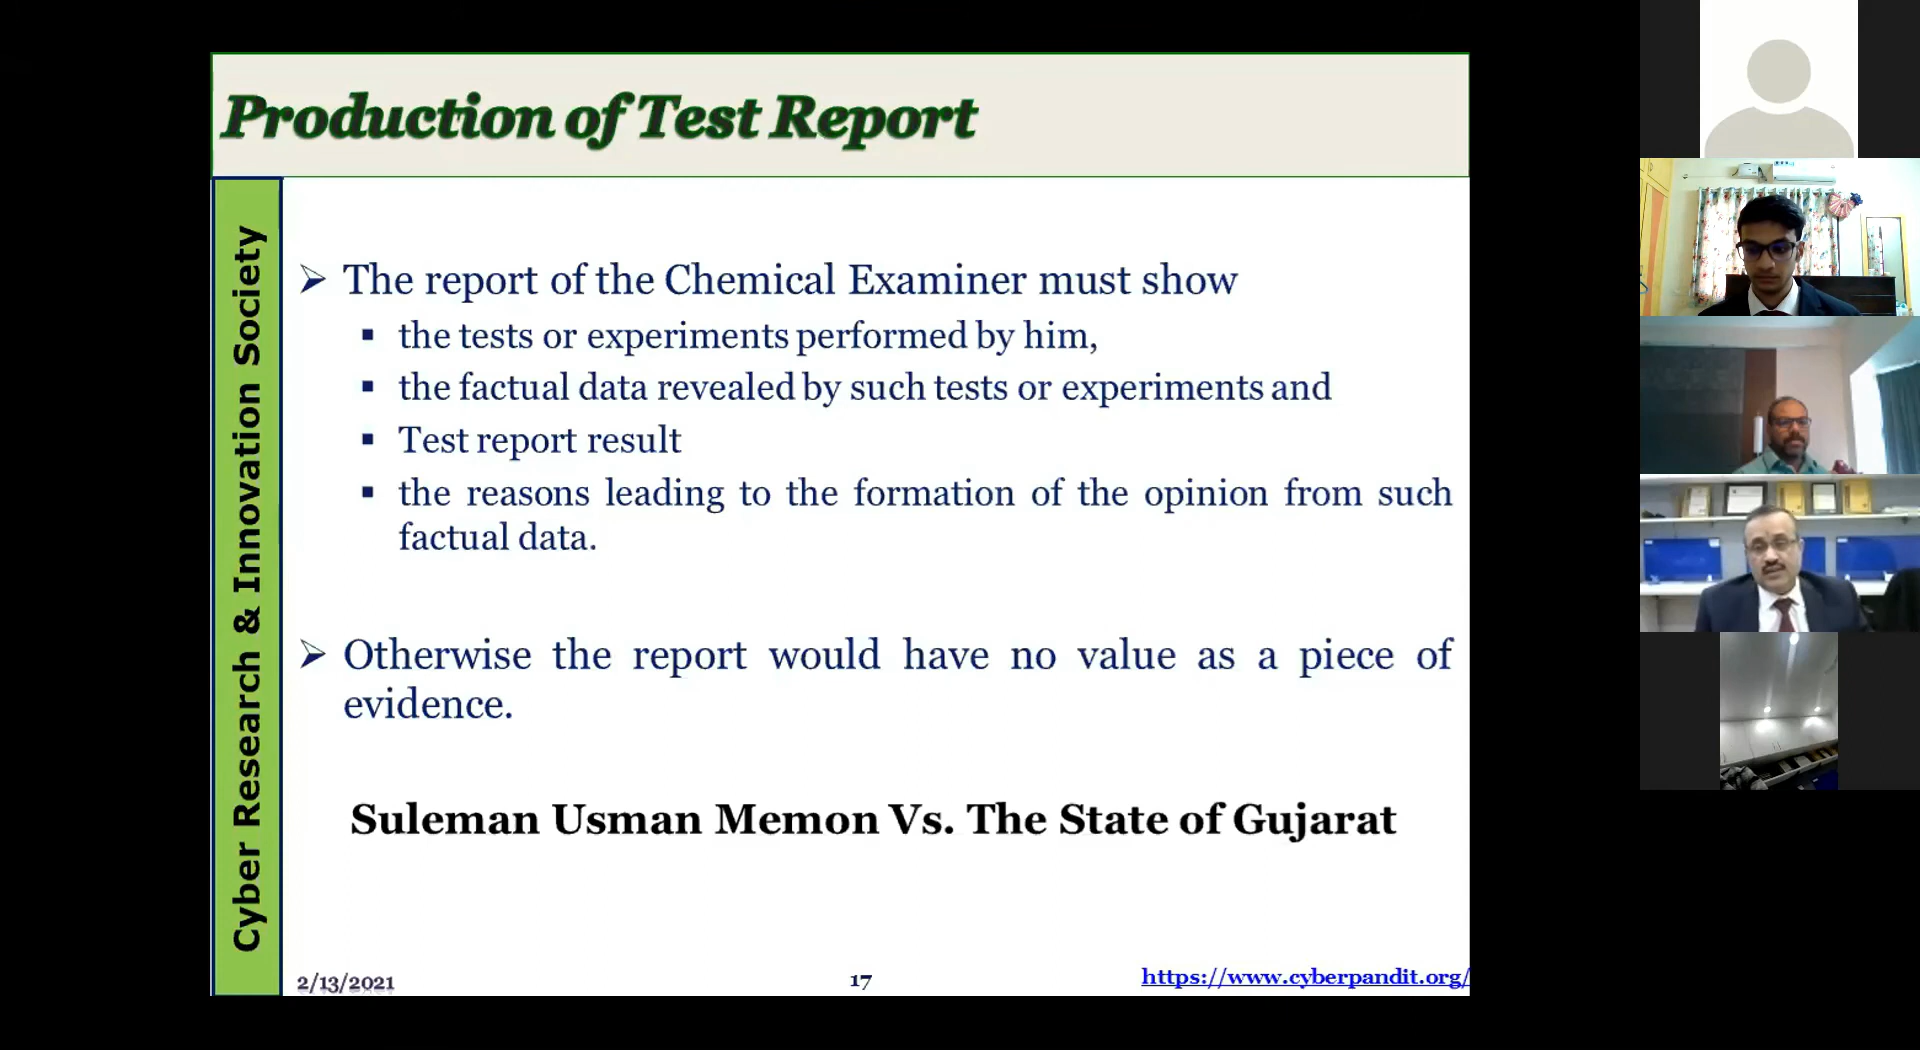 Production of Test Report
Cyber Research & Innovation Society
The report of the Chemical Examiner must show
the tests or experiments performed by him,
the factual data revealed by such tests or experiments and
Test report result
the reasons leading to the formation of the opinion from such
factual data.
Otherwise the report would have no value as a piece of
evidence.
Suleman Usman Memon Vs. The State of Gujarat
2/13/2021
17
https://www.cyberpandit.org/